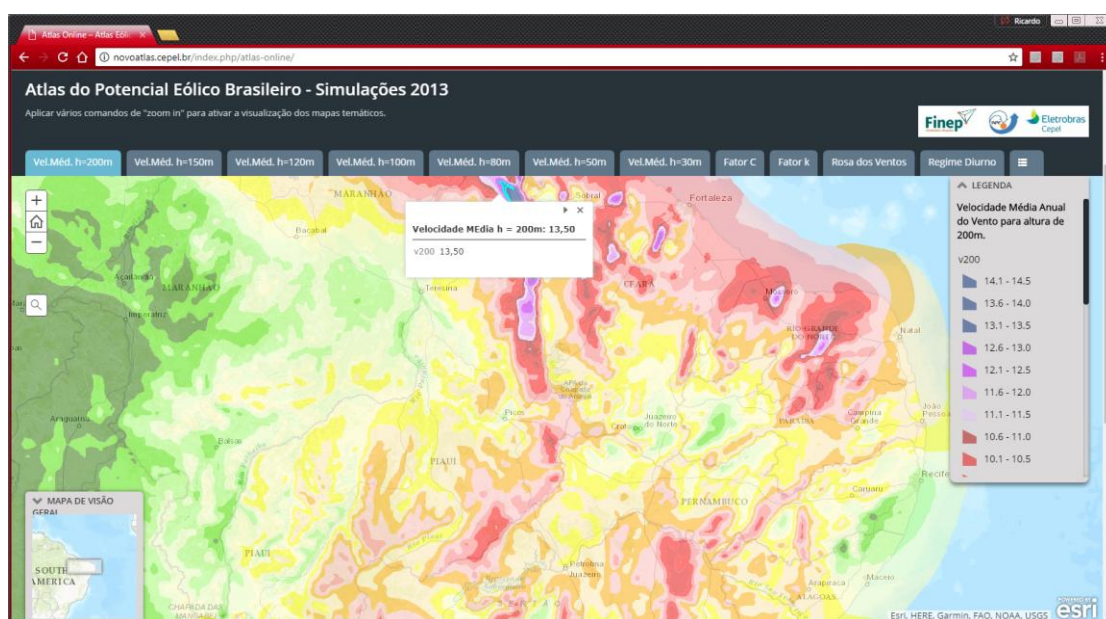 Atlas Online – Atlas Eóli
Ricardo
novoatlas.cepel.br/index.php/atlas-online/
Atlas do Potencial Eólico Brasileiro - Simulações 2013
Aplicar vários comandos de "zoom in" para ativar a visualização dos mapas temáticos.
Finep
Eletrobras
Cepel
Vel.Méd. h=200m
Vel.Méd. h=150m
Vel.Méd. h=120m
Vel.Méd. h=100m
Vel.Méd. h=80m
Vel.Méd. h=50m
Vel.Méd. h=30m
Fator C
Fator k
Rosa dos Ventos
Regime Diurno
LEGENDA
Velocidade Média Anual
do Vento para altura de
200m.
v200
14.1 - 14.5
13.6 - 14.0
13.1 - 13.5
12.6 - 13.0
12.1 - 12.5
11.6 - 12.0
11.1 - 11.5
10.6 - 11.0
10.1 - 10.5
Velocidade MEdia h = 200m: 13,50
v200 13,50
MARANHÃO
Bacabal
Sobral
Fortaleza
Açailândia
MARANHÃO
Imperatriz
Teresina
CEARÁ
Mossoró
RIO GRANDE
DO NORTE
Natal
Araguaína
Balsas
Picos
Juazeiro
do Norte
Crato
PARAÍBA
Campina
Grande
João
Pessoa
PIAUÍ
Recife
PERNAMBUCO
Caruaru
PIAUÍ
Petrolina
Juazeiro
Arapiraca
Maceió
ALAGOAS
CHAPADA DAS
MANGABEIRAS
MAPA DE VISÃO
GERAL
SOUTH
AMERICA
Esri, HERE, Garmin, FAO, NOAA, USGS
POWERED BY
esri